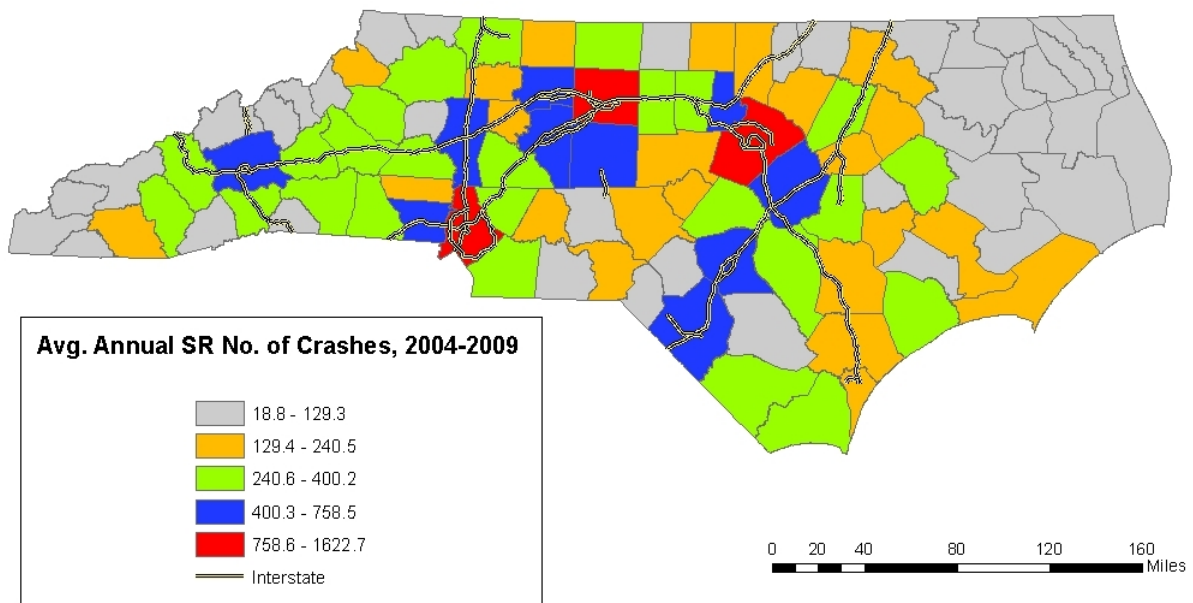 Avg. Annual SR No. of Crashes, 2004-2009
18.8 - 129.3
129.4 - 240.5
240.6 - 400.2
400.3 - 758.5
758.6 - 1622.7
Interstate
0 20 40 80 120 160
Miles